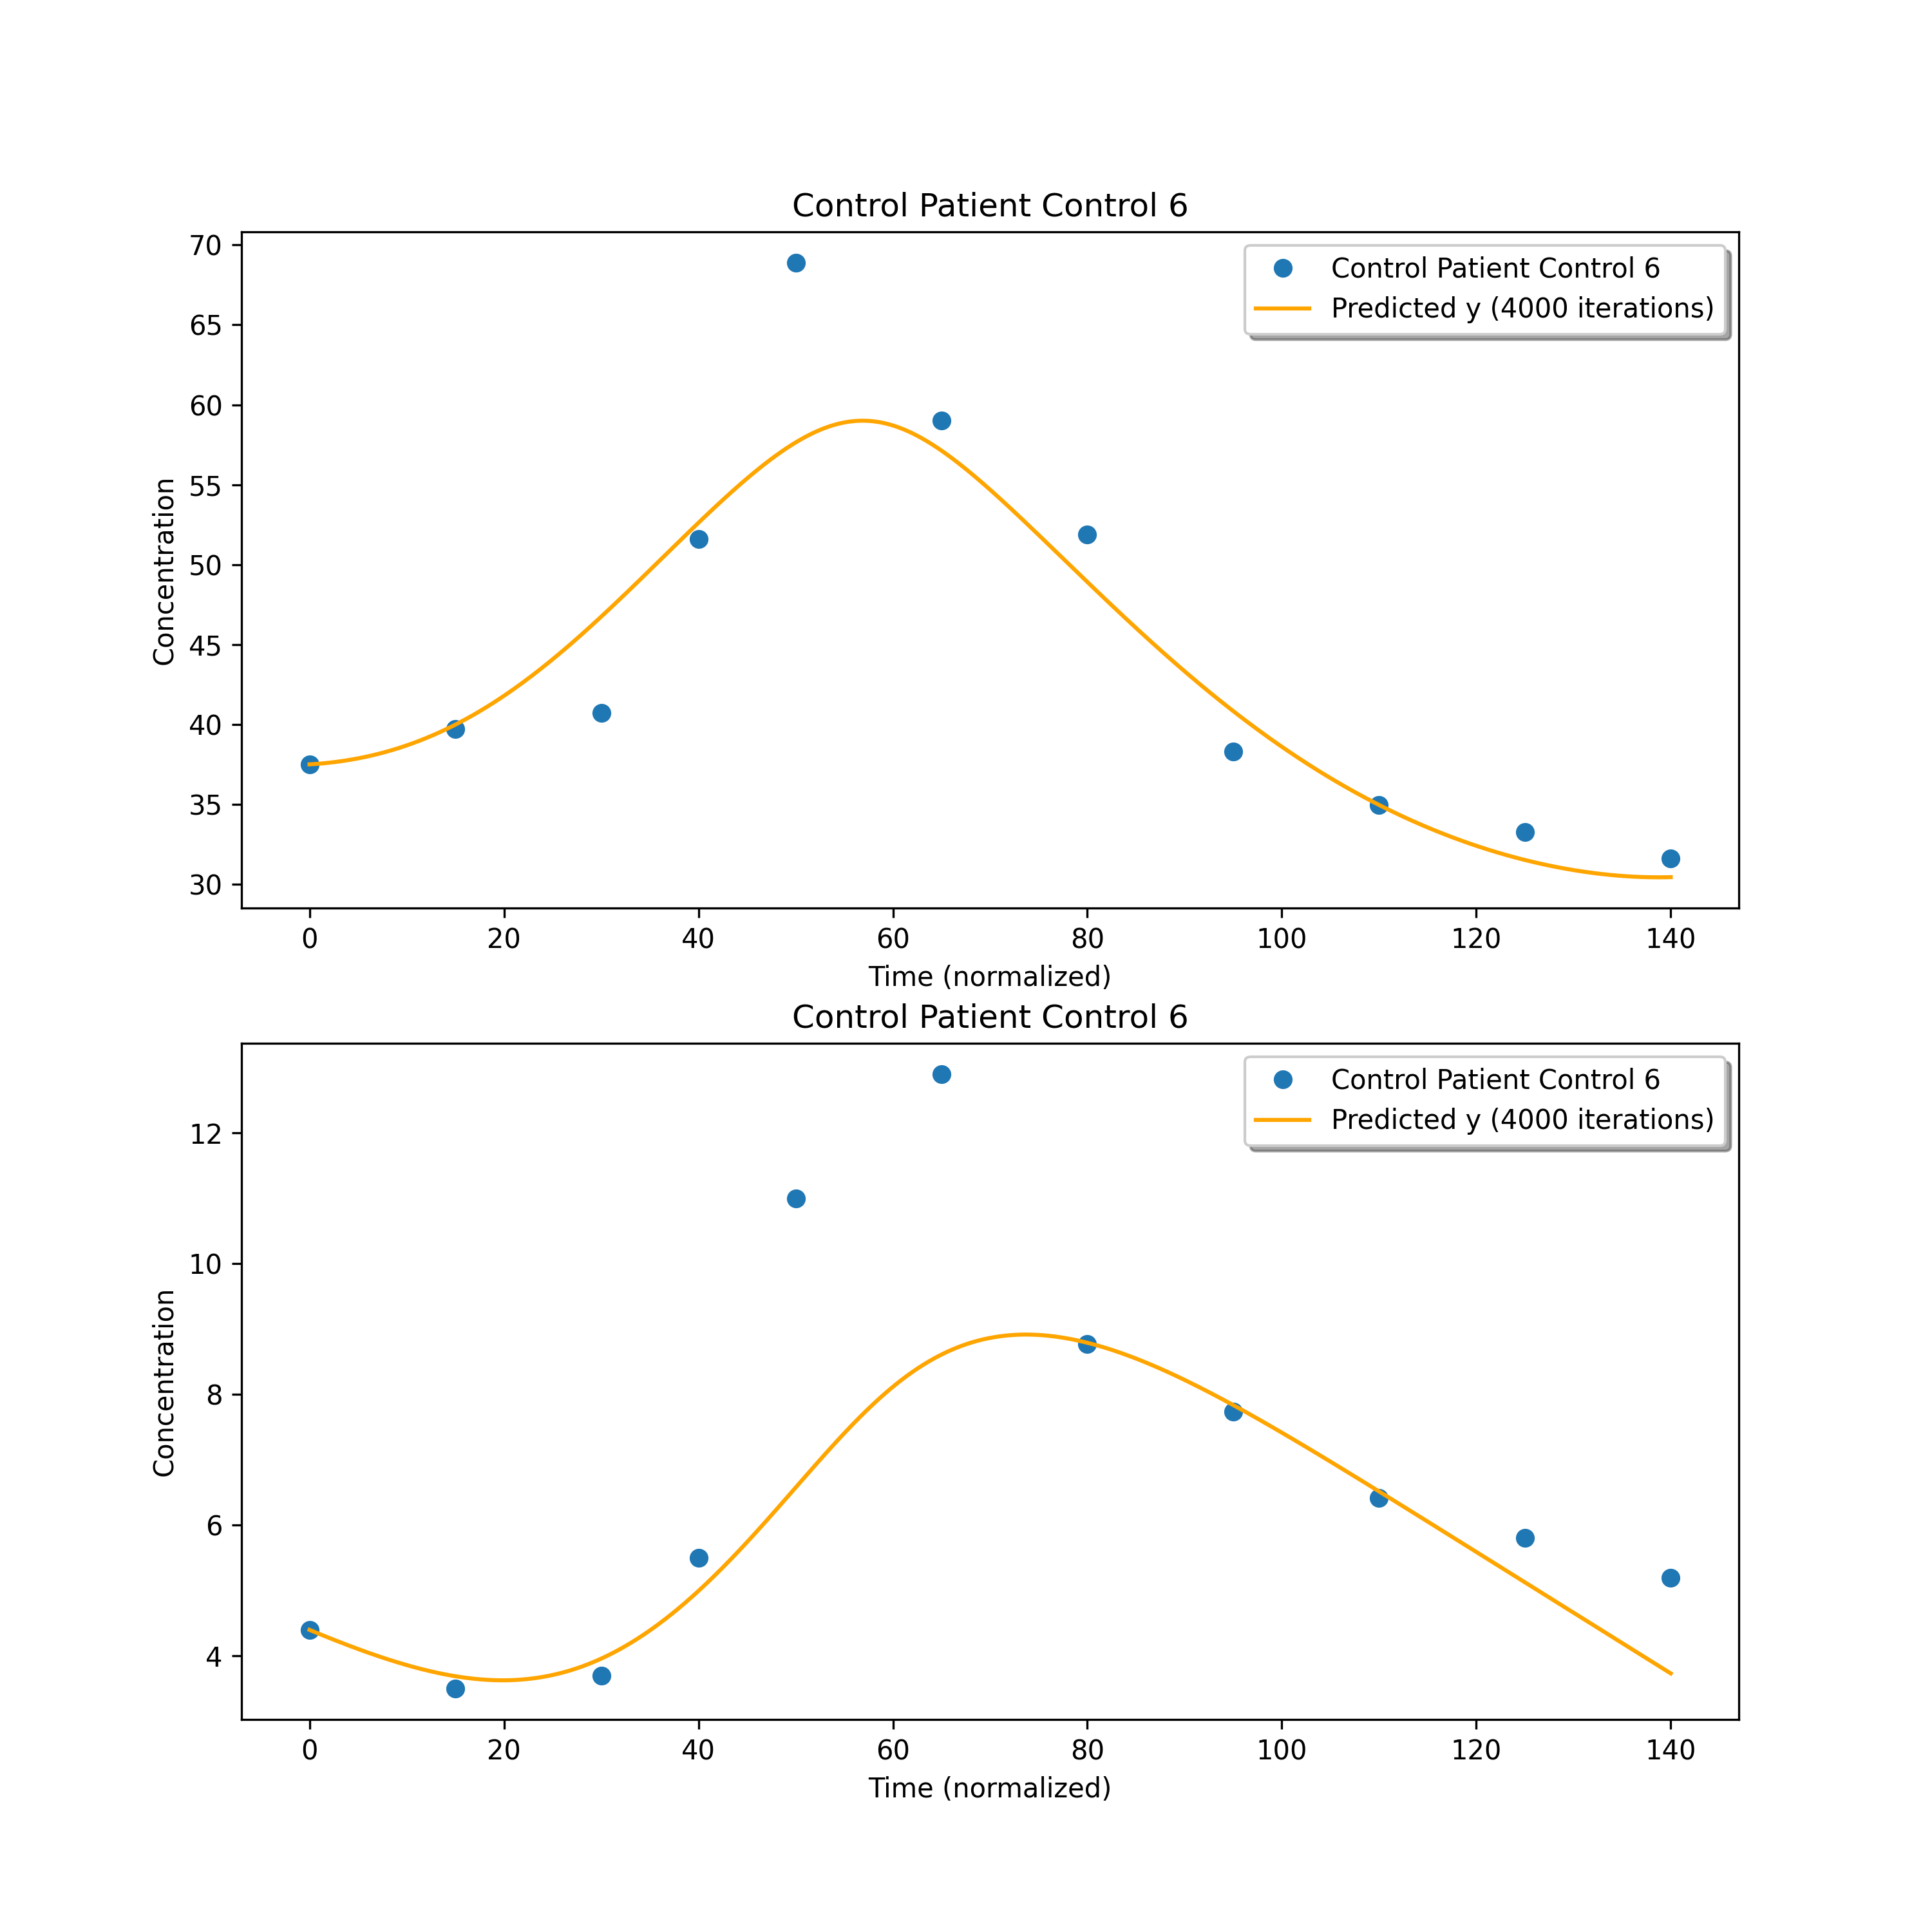 Control Patient Control 6
70
65
60
55
50
45
40
35
30
Concentration
Control Patient Control 6
Predicted y (4000 iterations)
0 20 40 60 80 100 120 140
Time (normalized)
Control Patient Control 6
12
10
8
6
4
Concentration
Control Patient Control 6
Predicted y (4000 iterations)
0 20 40 60 80 100 120 140
Time (normalized)